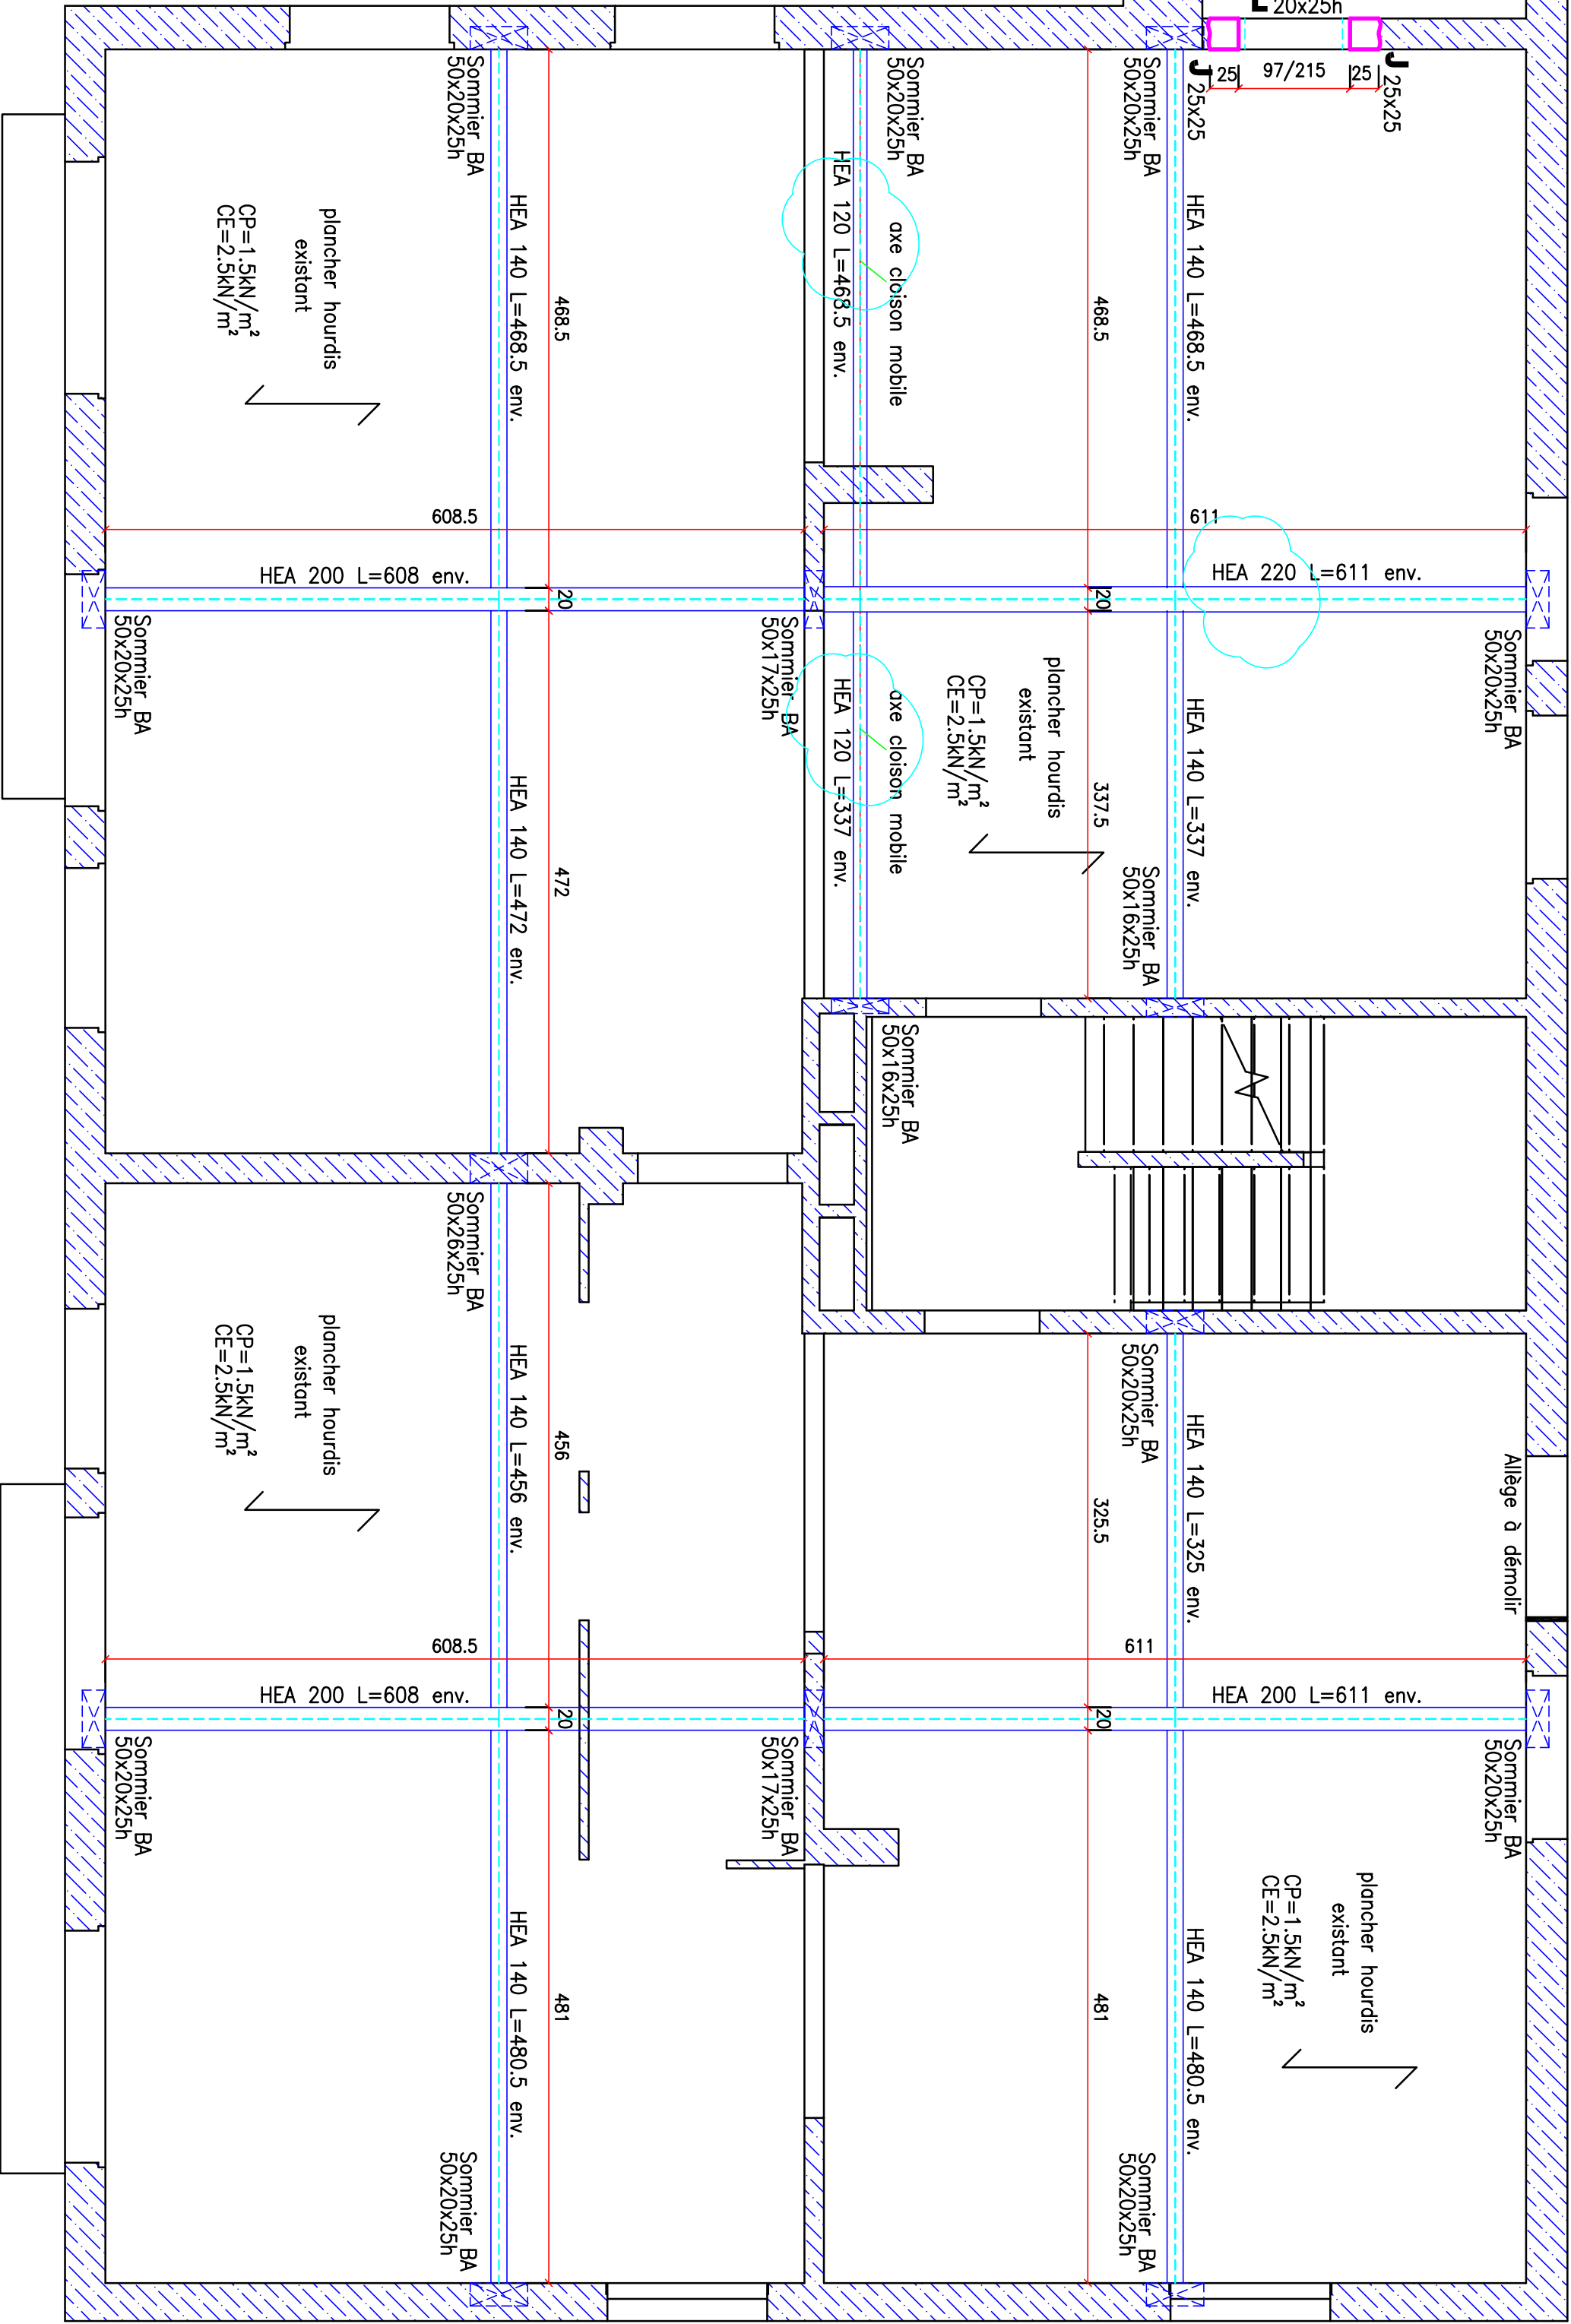 L 20x25h
J 25x25
J 25x25
25
97/215
25
Sommier BA
50x20x25h
Sommier BA
50x20x25h
Sommier BA
50x20x25h
HEA 140 L=468.5 env.
HEA 120 L=468.5 env.
axe cloison mobile
HEA 140 L=468.5 env.
plancher hourdis
existant
CP=1.5kN/m²
CE=2.5kN/m²
468.5
468.5
608.5
611
HEA 200 L=608 env.
HEA 220 L=611 env.
20
20
Sommier BA
50x20x25h
Sommier BA
50x17x25h
Sommier BA
50x20x25h
HEA 120 L=337 env.
axe cloison mobile
plancher hourdis
existant
CP=1.5kN/m²
CE=2.5kN/m²
HEA 140 L=337 env.
337.5
HEA 140 L=472 env.
472
Sommier BA
50x16x25h
Sommier BA
50x16x25h
Sommier BA
50x26x25h
Sommier BA
50x20x25h
plancher hourdis
existant
CP=1.5kN/m²
CE=2.5kN/m²
HEA 140 L=456 env.
456
HEA 140 L=325 env.
325.5
Allège à démolir
608.5
611
HEA 200 L=608 env.
HEA 200 L=611 env.
20
20
Sommier BA
50x20x25h
Sommier BA
50x17x25h
Sommier BA
50x20x25h
plancher hourdis
existant
CP=1.5kN/m²
CE=2.5kN/m²
HEA 140 L=480.5 env.
481
HEA 140 L=480.5 env.
481
Sommier BA
50x20x25h
Sommier BA
50x20x25h